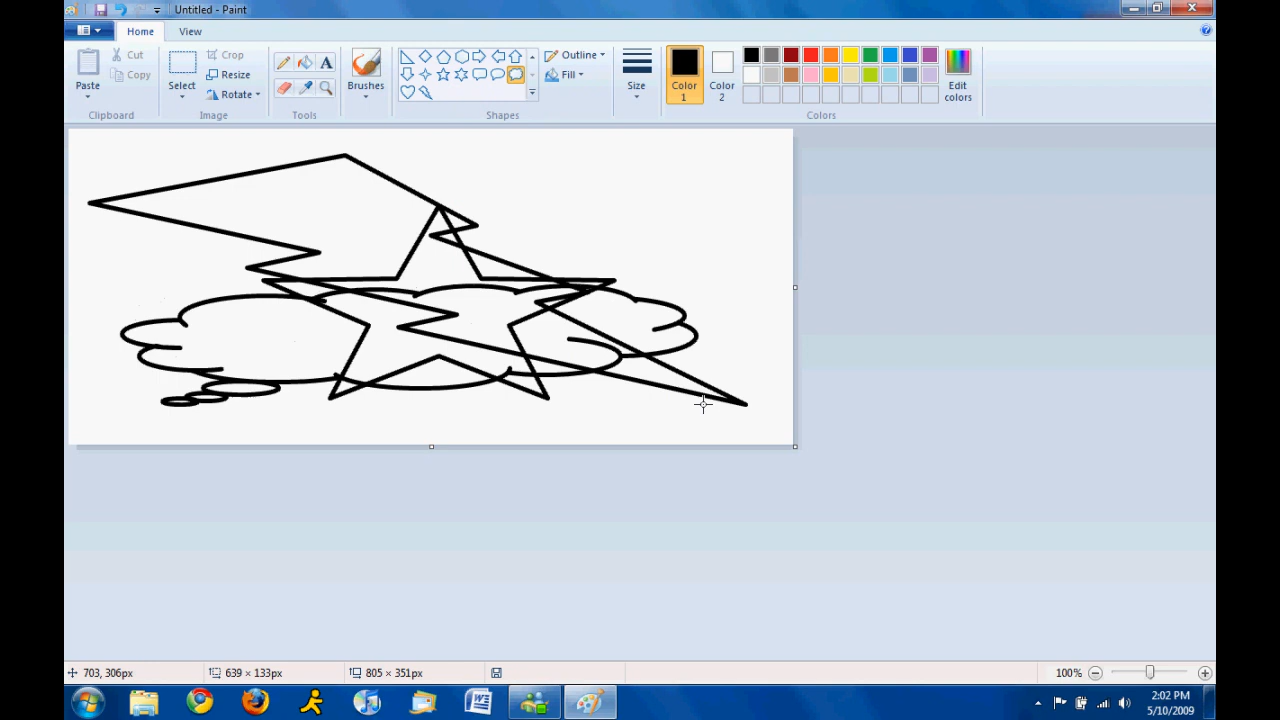 Untitled - Paint
Home View
Paste Cut Copy
Clipboard
Select Crop Resize Rotate
Image
A
Tools
Brushes
Outline Fill
Shapes
Size
Color 1 Color 2
Edit colors
Colors
703, 306px 639 × 133px 805 × 351px 100%
2:02 PM
5/10/2009